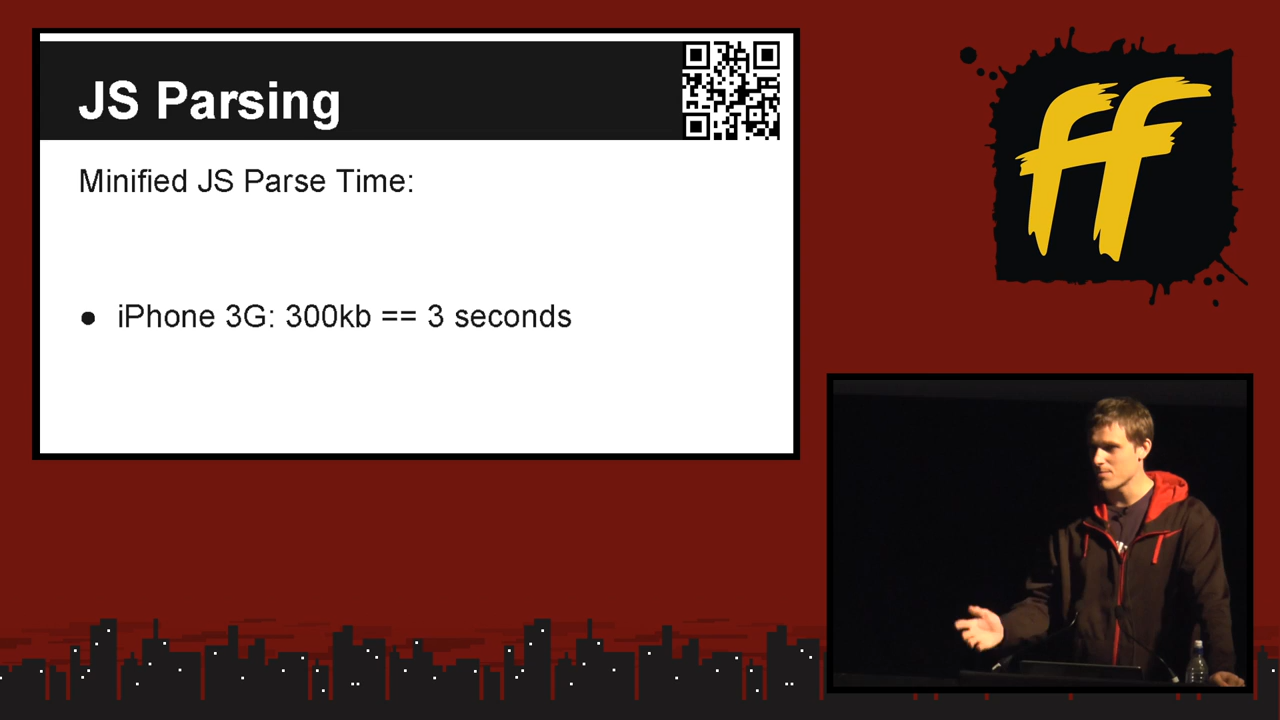 JS Parsing
Minified JS Parse Time:
● iPhone 3G: 300kb == 3 seconds
ff